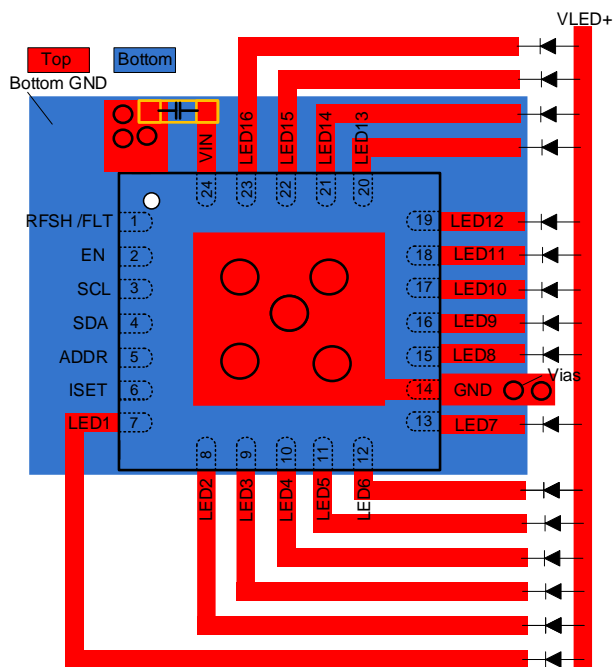 VLED+
Top
Bottom
Bottom GND
VIN
LED16
LED15
LED14
LED13
24
23
22
21
20
RFSH /FLT
1
19
LED12
EN
2
18
LED11
SCL
3
17
LED10
SDA
4
16
LED9
ADDR
5
15
LED8
ISET
6
14
GND
Vias
LED1
7
13
LED7
8
9
10
11
12
LED2
LED3
LED4
LED5
LED6